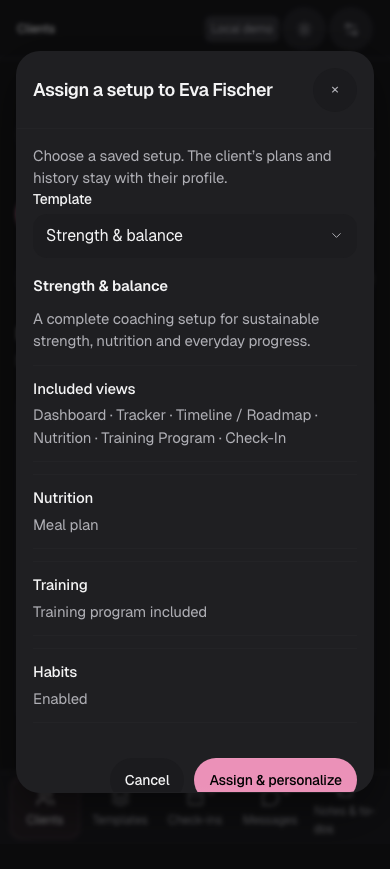 Clients
Local demo
Assign a setup to Eva Fischer
×
Choose a saved setup. The client’s plans and
history stay with their profile.
Template
Strength & balance
Strength & balance
A complete coaching setup for sustainable
strength, nutrition and everyday progress.
Included views
Dashboard · Tracker · Timeline / Roadmap ·
Nutrition · Training Program · Check-In
Nutrition
Meal plan
Training
Training program included
Habits
Enabled
Cancel
Assign & personalize
Clients
Templates
Check-ins
Messages